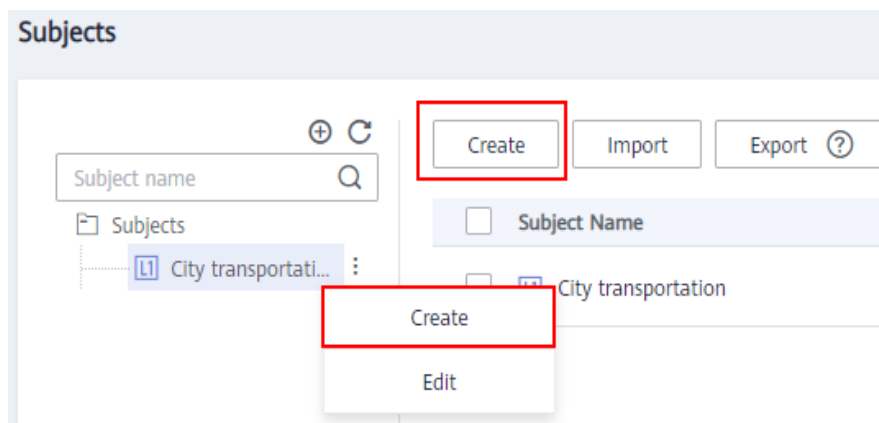 Subjects
Create Import Export ?
Subject name
Subjects
Subject Name
L1 City transportati...
City transportation
Create
Edit